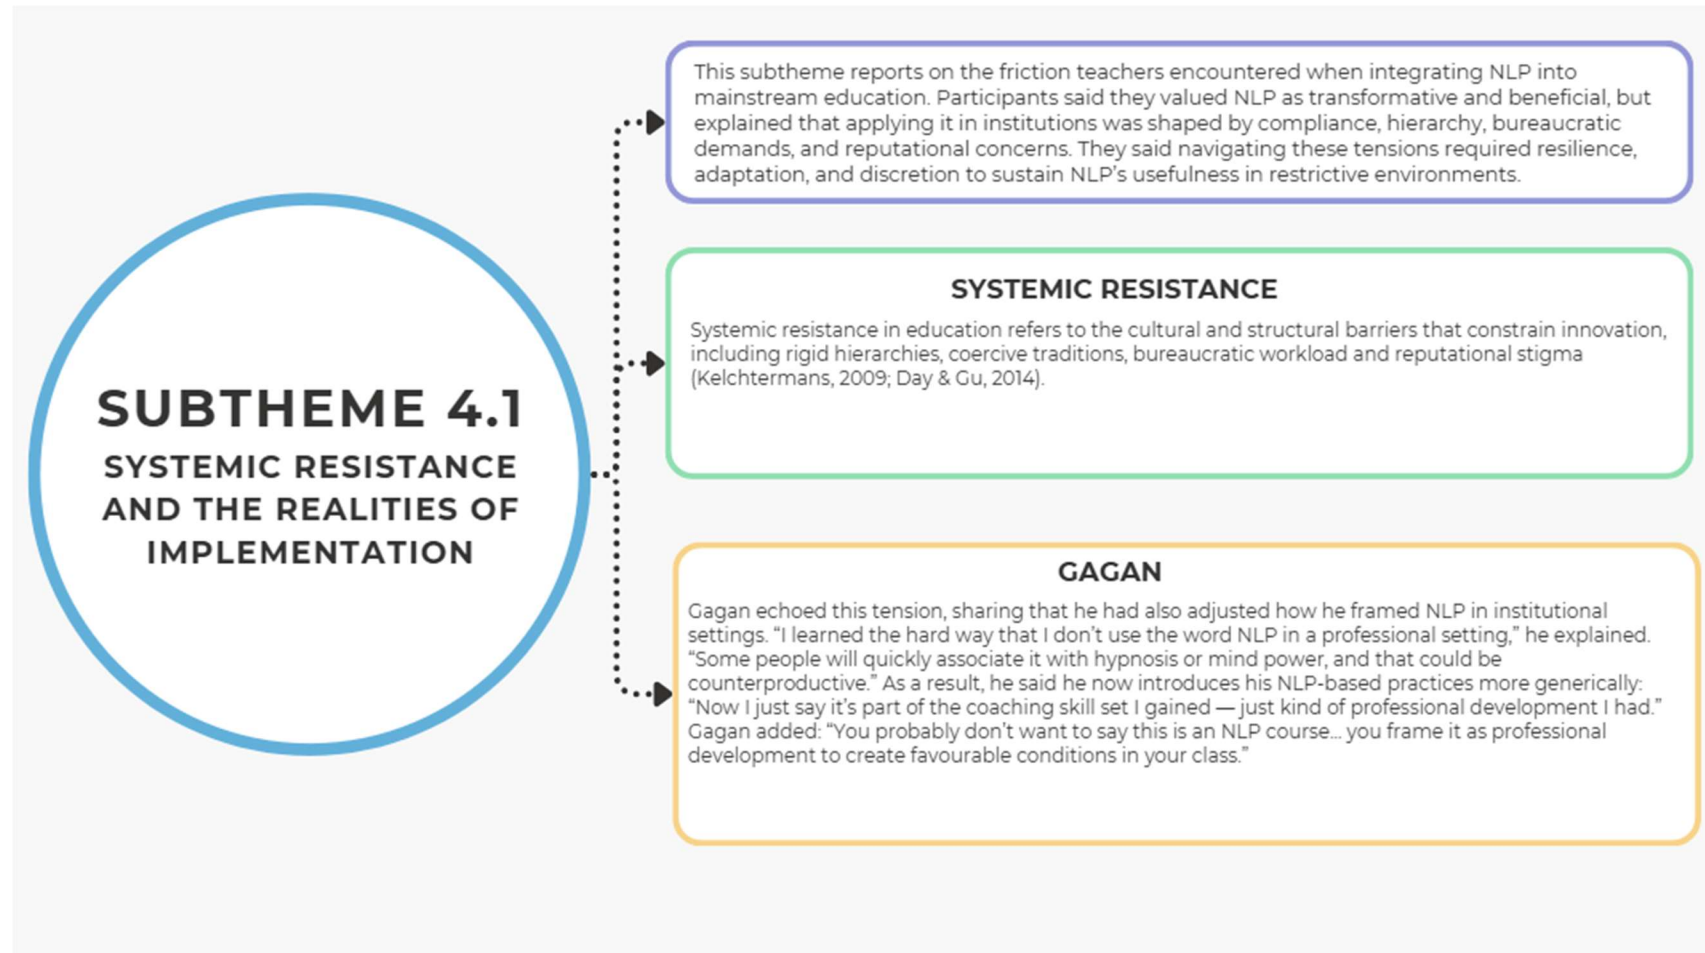 SUBTHEME 4.1
SYSTEMIC RESISTANCE
AND THE REALITIES OF
IMPLEMENTATION
This subtheme reports on the friction teachers encountered when integrating NLP into
mainstream education. Participants said they valued NLP as transformative and beneficial, but
explained that applying it in institutions was shaped by compliance, hierarchy, bureaucratic
demands, and reputational concerns. They said navigating these tensions required resilience,
adaptation, and discretion to sustain NLP’s usefulness in restrictive environments.
SYSTEMIC RESISTANCE
Systemic resistance in education refers to the cultural and structural barriers that constrain innovation,
including rigid hierarchies, coercive traditions, bureaucratic workload and reputational stigma
(Kelchtermans, 2009; Day & Gu, 2014).
GAGAN
Gagan echoed this tension, sharing that he had also adjusted how he framed NLP in institutional
settings. “I learned the hard way that I don’t use the word NLP in a professional setting,” he explained.
“Some people will quickly associate it with hypnosis or mind power, and that could be
counterproductive.” As a result, he said he now introduces his NLP-based practices more generically:
“Now I just say it’s part of the coaching skill set I gained — just kind of professional development I had.”
Gagan added: “You probably don’t want to say this is an NLP course... you frame it as professional
development to create favourable conditions in your class.”